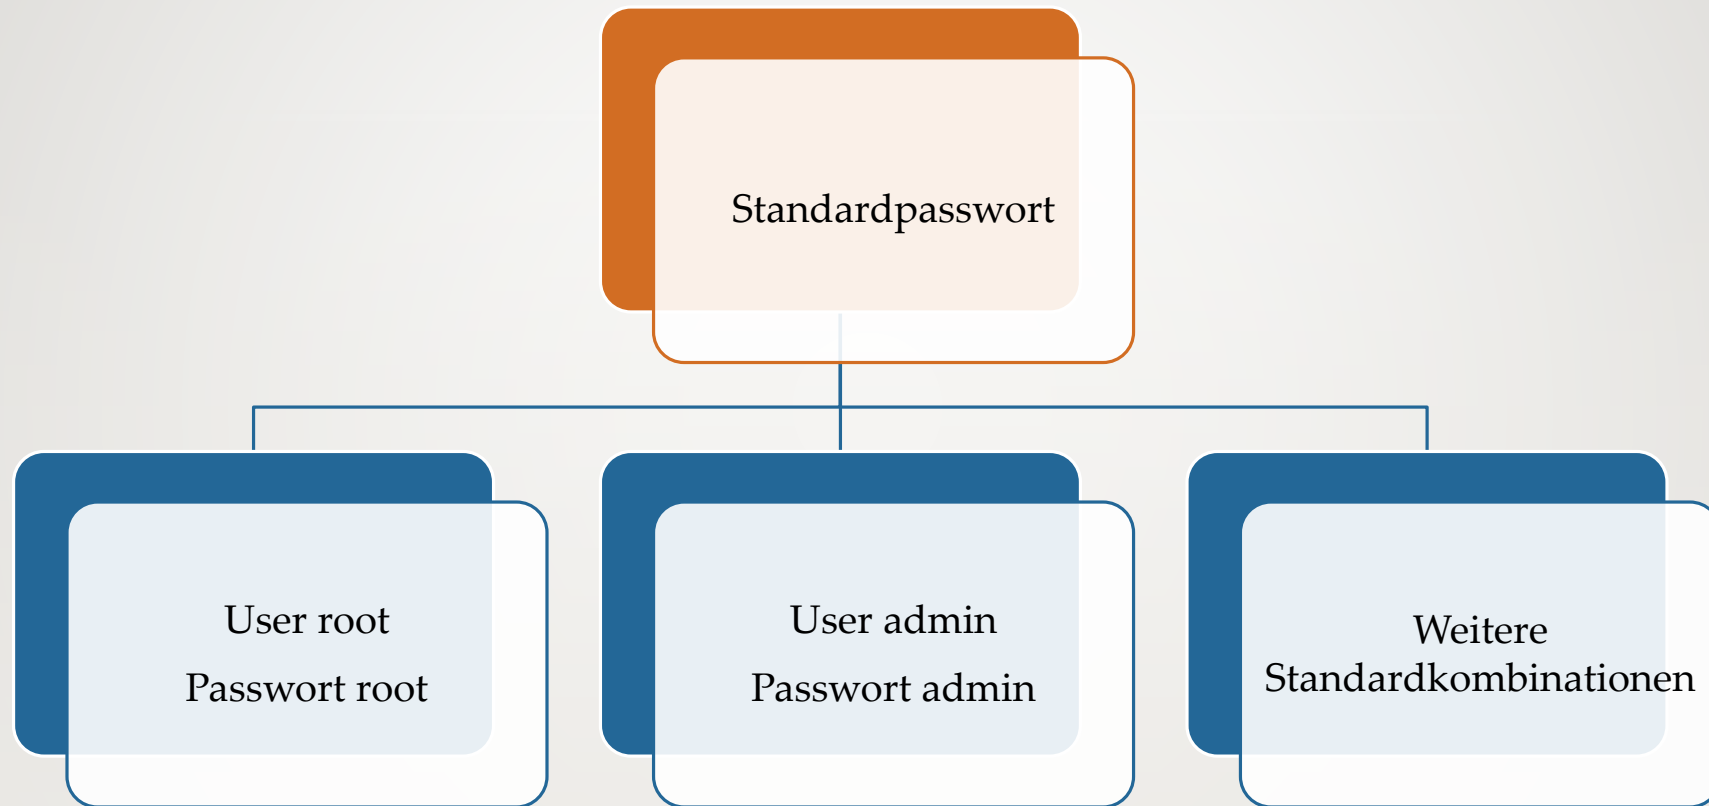 Standardpasswort
User root
Passwort root
User admin
Passwort admin
Weitere
Standardkombinationen